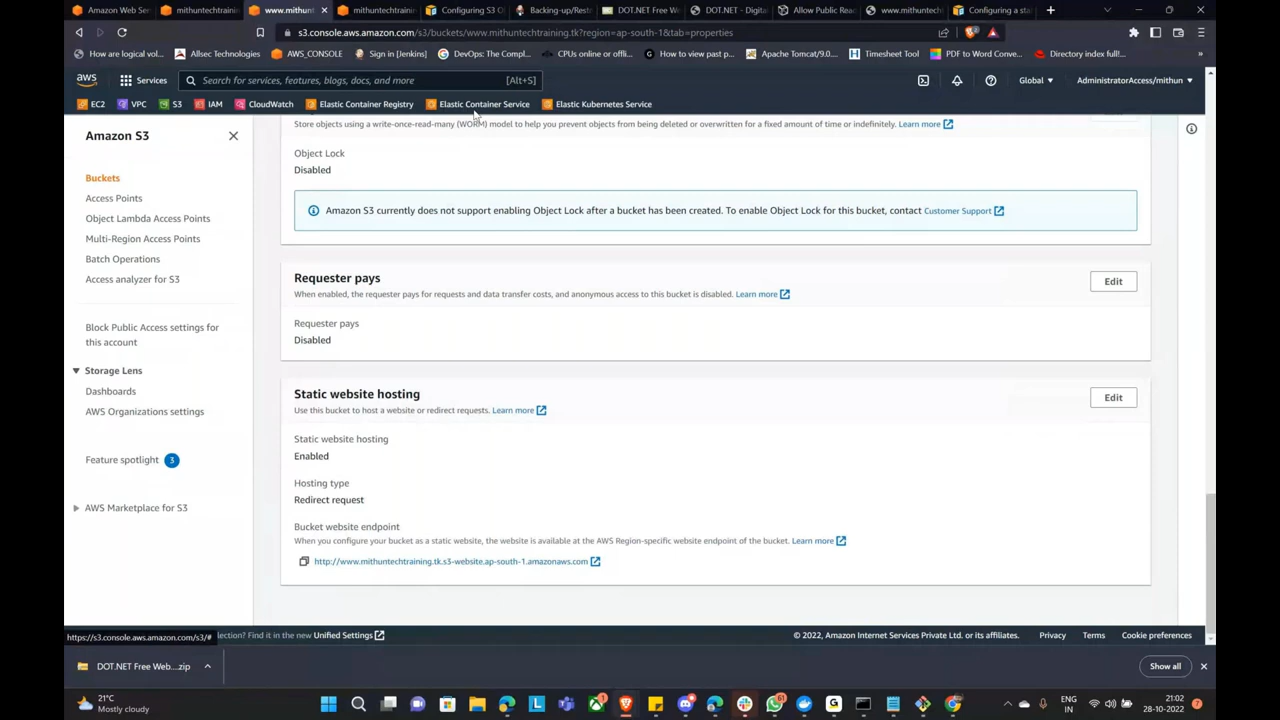 Amazon Web Ser
mithuntechtraining
www.mithunt
mithuntechtrainin
Configuring S3 O
Backing-up/Rest
DOT.NET Free W
DOT.NET - Digita
Allow Public Rea
www.mithuntech
Configuring a sta
s3.console.aws.amazon.com/s3/buckets/www.mithuntechtraining.tk?region=ap-south-1&tab=properties
How are logical vol...
Allsec Technologies
AWS_CONSOLE
Sign in [Jenkins]
DevOps: The Compl...
CPUs online or offli...
How to view past p...
Apache Tomcat/9.0...
Timesheet Tool
PDF to Word Conve...
Directory index full!...
aws
Services
Search for services, features, blogs, docs, and more
[Alt+S]
Global
AdministratorAccess/mithun
EC2
VPC
S3
IAM
CloudWatch
Elastic Container Registry
Elastic Container Service
Elastic Kubernetes Service
Amazon S3
Buckets
Access Points
Object Lambda Access Points
Multi-Region Access Points
Batch Operations
Access analyzer for S3
Block Public Access settings for
this account
Storage Lens
Dashboards
AWS Organizations settings
Feature spotlight 3
AWS Marketplace for S3
Store objects using a write-once-read-many (WORM) model to help you prevent objects from being deleted or overwritten for a fixed amount of time or indefinitely. Learn more
Object Lock
Disabled
Amazon S3 currently does not support enabling Object Lock after a bucket has been created. To enable Object Lock for this bucket, contact Customer Support
Requester pays
Edit
When enabled, the requester pays for requests and data transfer costs, and anonymous access to this bucket is disabled. Learn more
Requester pays
Disabled
Static website hosting
Edit
Use this bucket to host a website or redirect requests. Learn more
Static website hosting
Enabled
Hosting type
Redirect request
Bucket website endpoint
When you configure your bucket as a static website, the website is available at the AWS Region-specific website endpoint of the bucket. Learn more
http://www.mithuntechtraining.tk.s3-website.ap-south-1.amazonaws.com
https://s3.console.aws.amazon.com/s3/#
lection? Find it in the new Unified Settings
© 2022, Amazon Internet Services Private Ltd. or its affiliates.
Privacy
Terms
Cookie preferences
DOT.NET Free Web....zip
Show all
21°C
Mostly cloudy
1
61
ENG
IN
21:02
28-10-2022